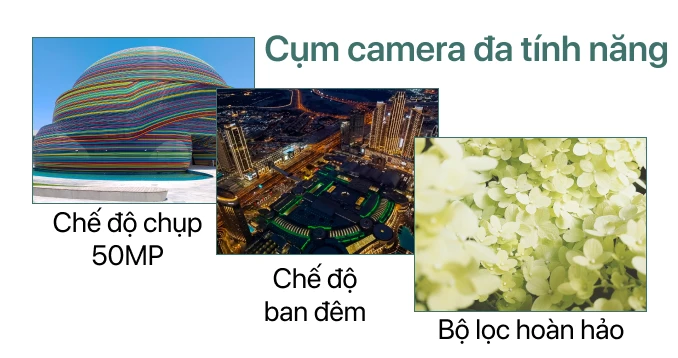 Cụm camera đa tính năng
Chế độ chụp
50MP
Chế độ
ban đêm
Bộ lọc hoàn hảo